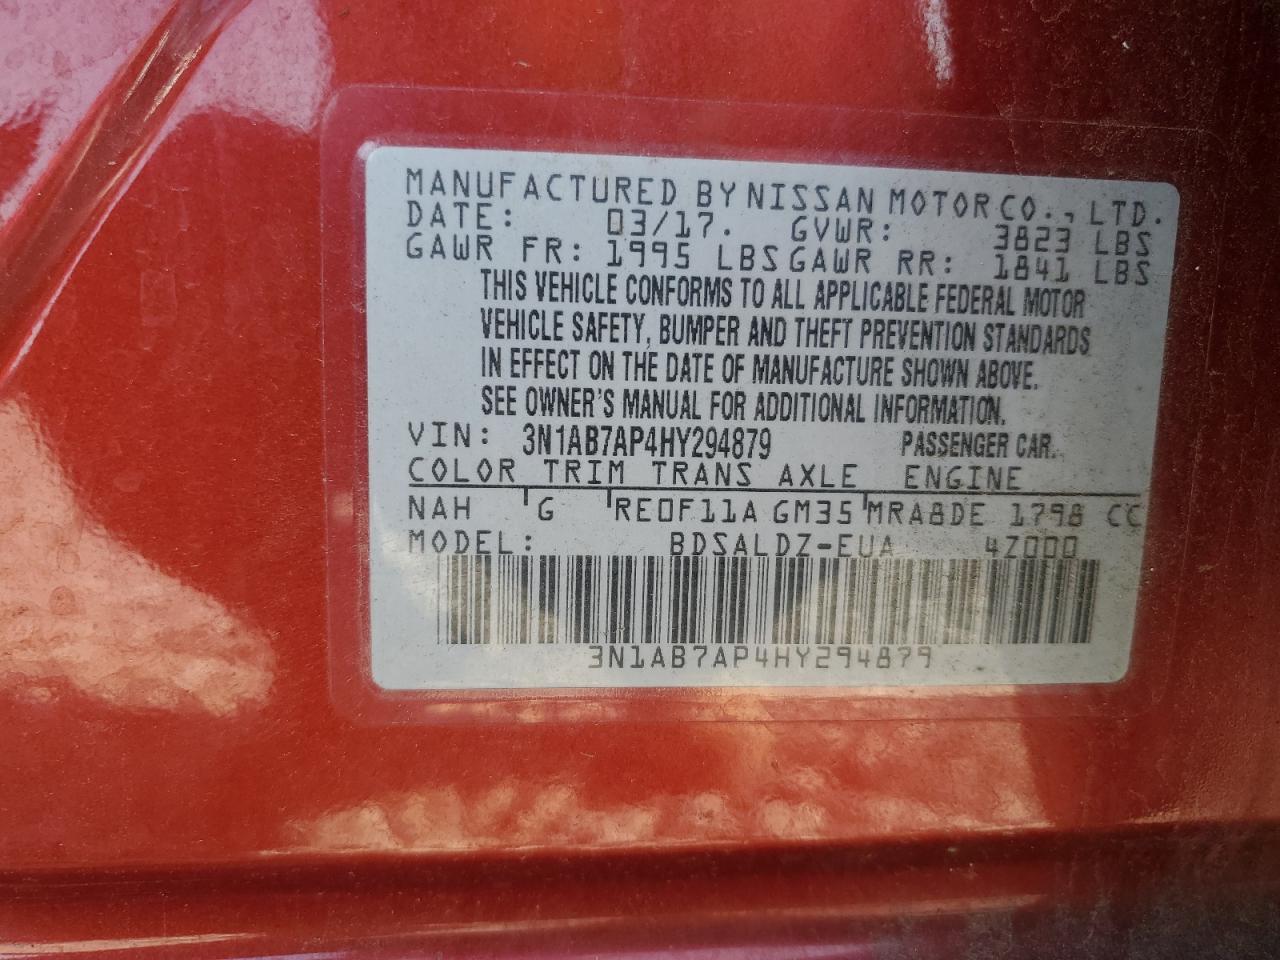 MANUFACTURED BY NISSAN MOTOR CO., LTD.
DATE: 03/17. GVWR: 3823 LBS
GAWR FR: 1995 LBS GAWR RR: 1841 LBS
THIS VEHICLE CONFORMS TO ALL APPLICABLE FEDERAL MOTOR
VEHICLE SAFETY, BUMPER AND THEFT PREVENTION STANDARDS
IN EFFECT ON THE DATE OF MANUFACTURE SHOWN ABOVE.
SEE OWNER'S MANUAL FOR ADDITIONAL INFORMATION.
VIN: 3N1AB7AP4HY294879 PASSENGER CAR.
COLOR TRIM TRANS AXLE ENGINE
NAH G RE0F11A GM35 MRA8DE 1798 CC
MODEL: BDSALDZ-EUA 4Z000
3N1AB7AP4HY294879